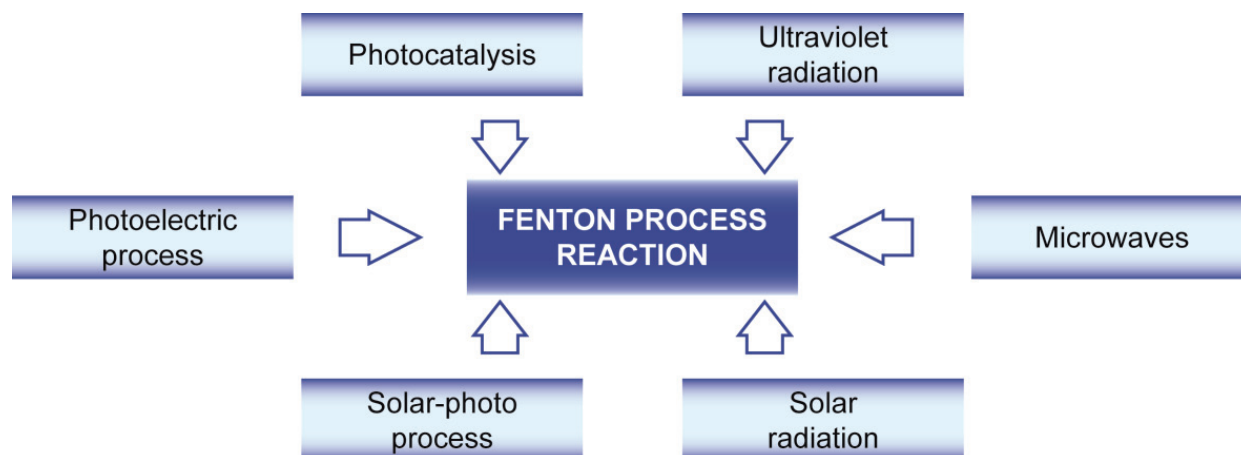 Photocatalysis
Ultraviolet
radiation
Photoelectric
process
FENTON PROCESS
REACTION
Microwaves
Solar-photo
process
Solar
radiation